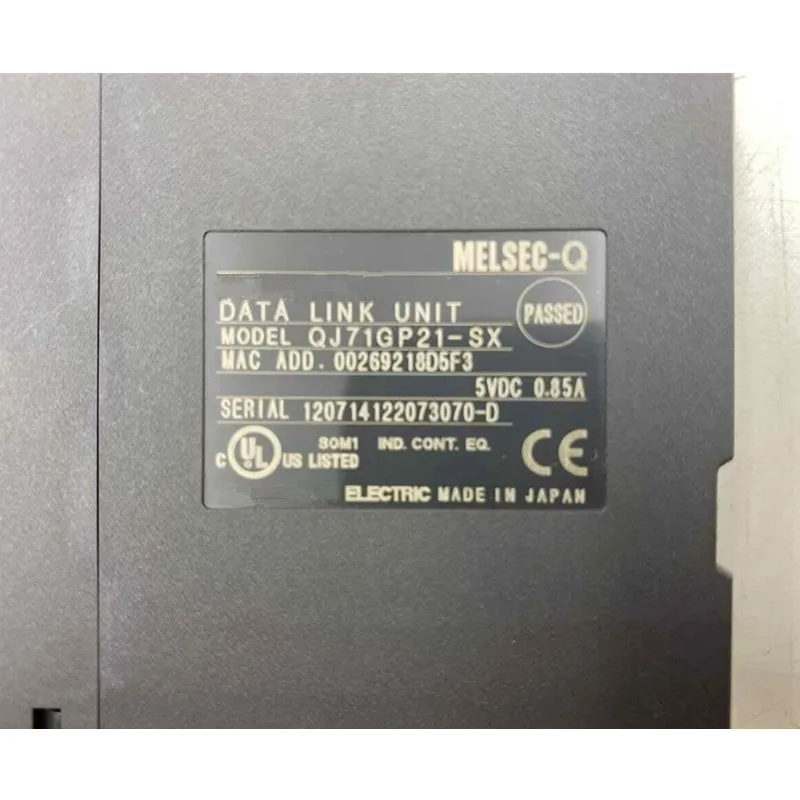 MELSEC-Q
DATA LINK UNIT
PASSED
MODEL QJ71GP21-SX
MAC ADD. 00269218D5F3
5VDC 0.85A
SERIAL 120714122073070-D
C UL US LISTED
80M1 IND. CONT. EQ.
CE
ELECTRIC MADE IN JAPAN